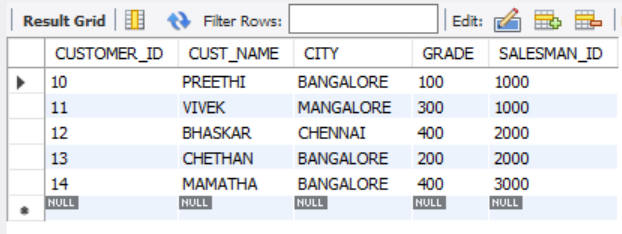 Result Grid Filter Rows: Edit:
CUSTOMER_ID CUST_NAME CITY GRADE SALESMAN_ID
10 PREETHI BANGALORE 100 1000
11 VIVEK MANGALORE 300 1000
12 BHASKAR CHENNAI 400 2000
13 CHETHAN BANGALORE 200 2000
14 MAMATHA BANGALORE 400 3000
NULL NULL NULL NULL NULL